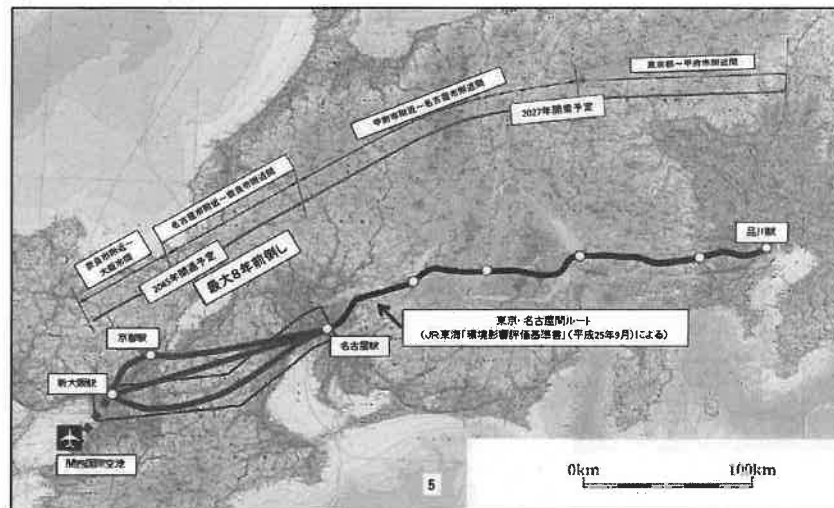 東京都～甲府市附近間
甲府市附近～名古屋市附近間
2027年開業予定
名古屋市附近～奈良市附近間
奈良市附近～
大阪市間
2045年開業予定
最大8年前倒し
品川駅
京都駅
名古屋駅
東京・名古屋間ルート
(JR東海「環境影響評価基準書」(平成25年9月)による)
新大阪駅
関西国際空港
5
0km
100km